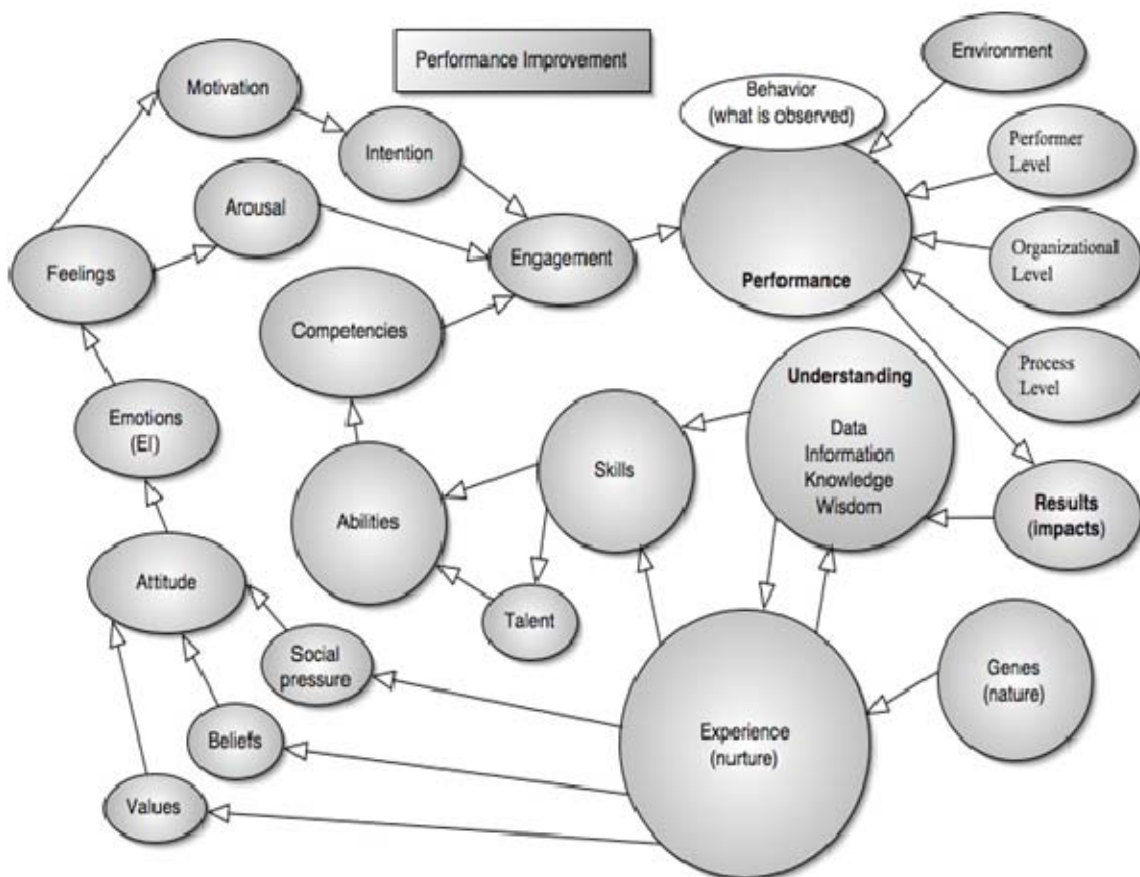 Performance Improvement
Environment
Motivation
Behavior
(what is observed)
Intention
Performer
Level
Arousal
Feelings
Engagement
Organizational
Level
Performance
Competencies
Process
Level
Understanding
Data
Information
Knowledge
Wisdom
Emotions
(EI)
Skills
Abilities
Results
(impacts)
Attitude
Talent
Social
pressure
Genes
(nature)
Experience
(nurture)
Beliefs
Values